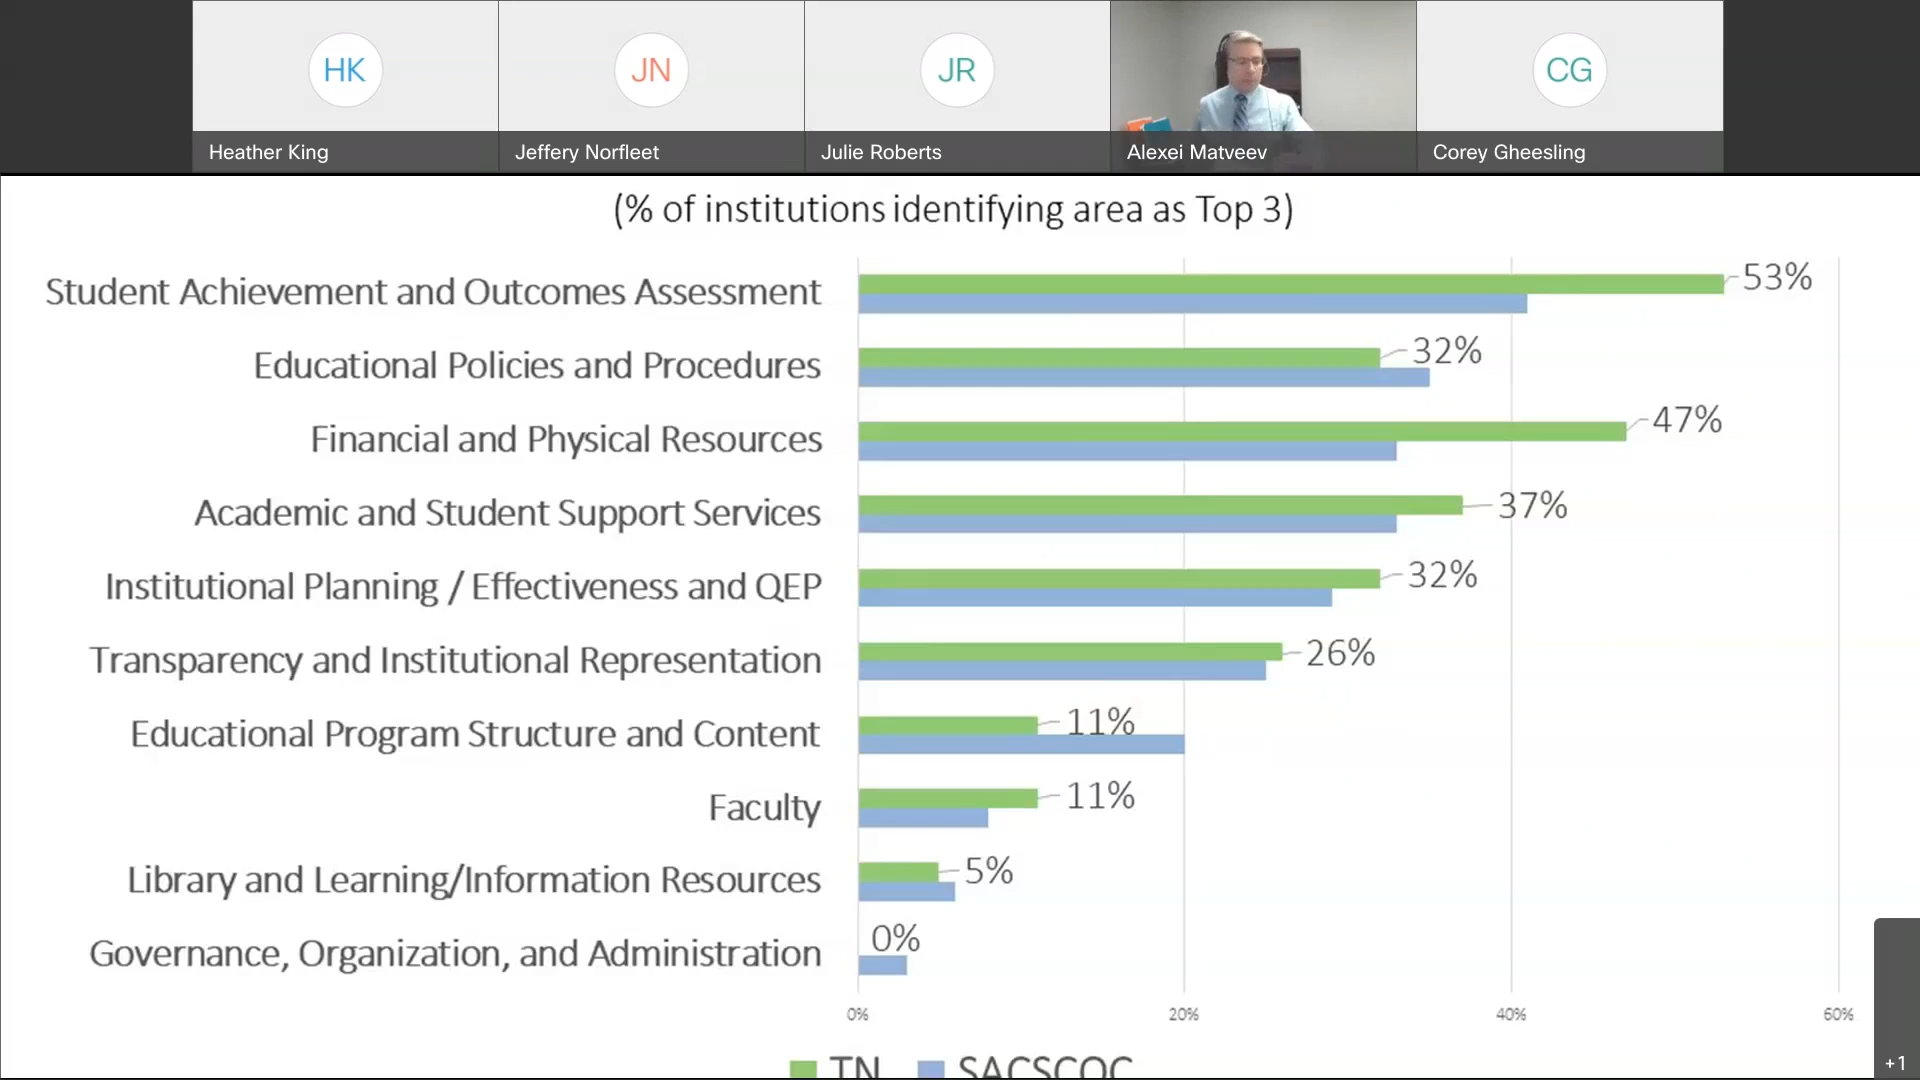 HK
JN
JR
CG
Heather King
Jeffery Norfleet
Julie Roberts
Alexei Matveev
Corey Gheesling
(% of institutions identifying area as Top 3)
Student Achievement and Outcomes Assessment
53%
Educational Policies and Procedures
32%
Financial and Physical Resources
47%
Academic and Student Support Services
37%
Institutional Planning / Effectiveness and QEP
32%
Transparency and Institutional Representation
26%
Educational Program Structure and Content
11%
Faculty
11%
Library and Learning/Information Resources
5%
Governance, Organization, and Administration
0%
0% 20% 40% 60%
TN SACSCOC
+1